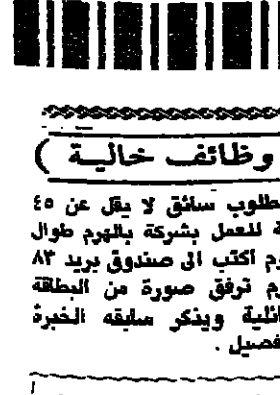 وظائف خالية )
مطلوب سائق لا يقل عن ٤٥
للعمل بشركة بالهرم طوال
اكتب الى صندوق بريد ٨٣
ترفق صورة من البطاقة
ويذكر سابقه الخبرة